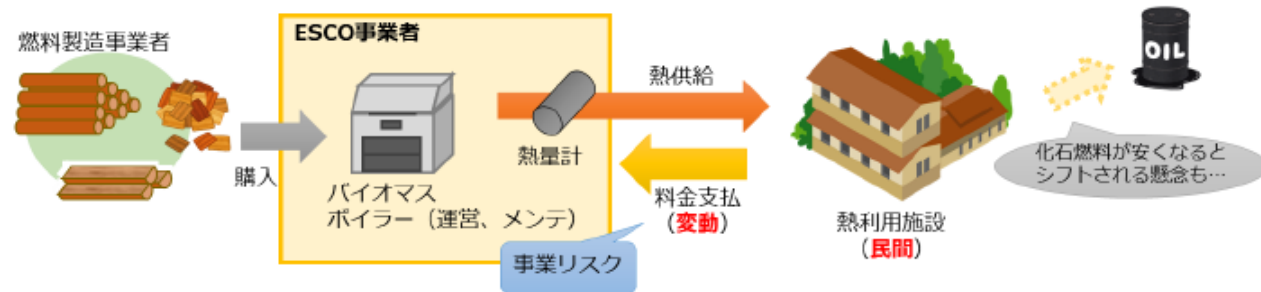 燃料製造事業者
購入
ESCO事業者
バイオマス
ボイラー（運営、メンテ）
熱量計
熱供給
料金支払
（変動）
事業リスク
熱利用施設
（民間）
OIL
化石燃料が安くなると
シフトされる懸念も…